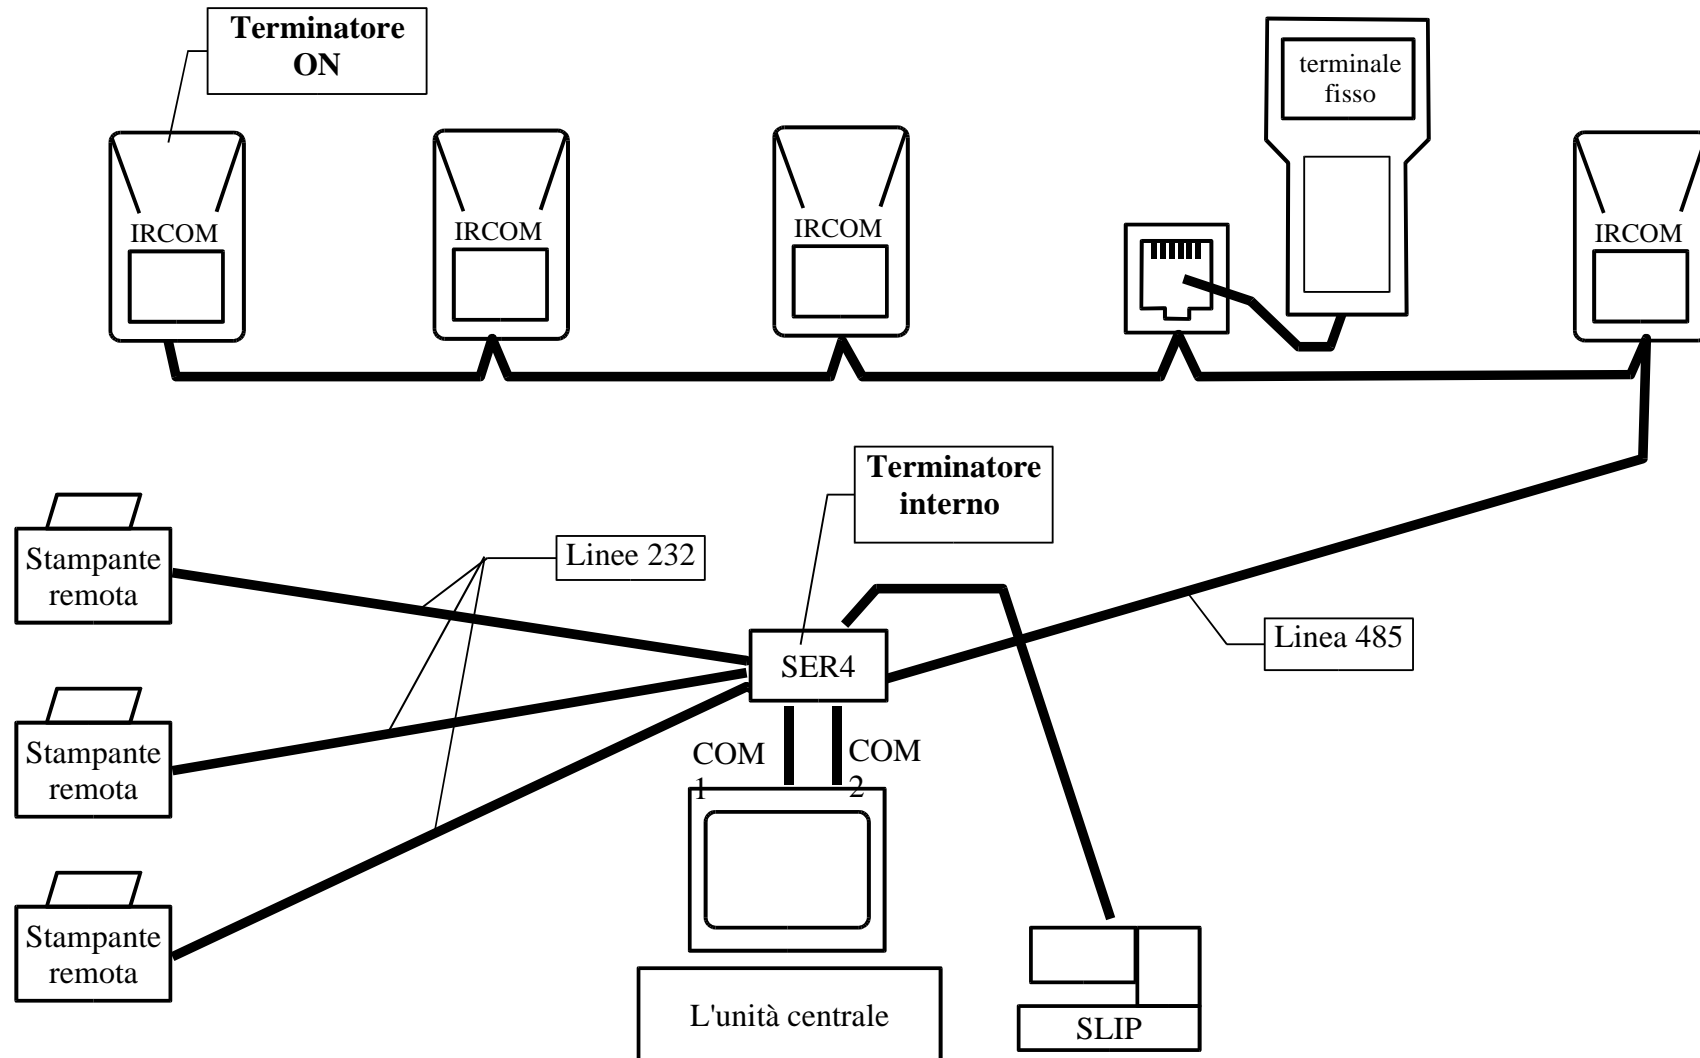 Terminatore
ON
terminale
fisso
IRCOM
IRCOM
IRCOM
IRCOM
Terminatore
interno
Stampante
remota
Linee 232
Linea 485
SER4
Stampante
remota
COM
1
COM
2
Stampante
remota
L'unità centrale
SLIP